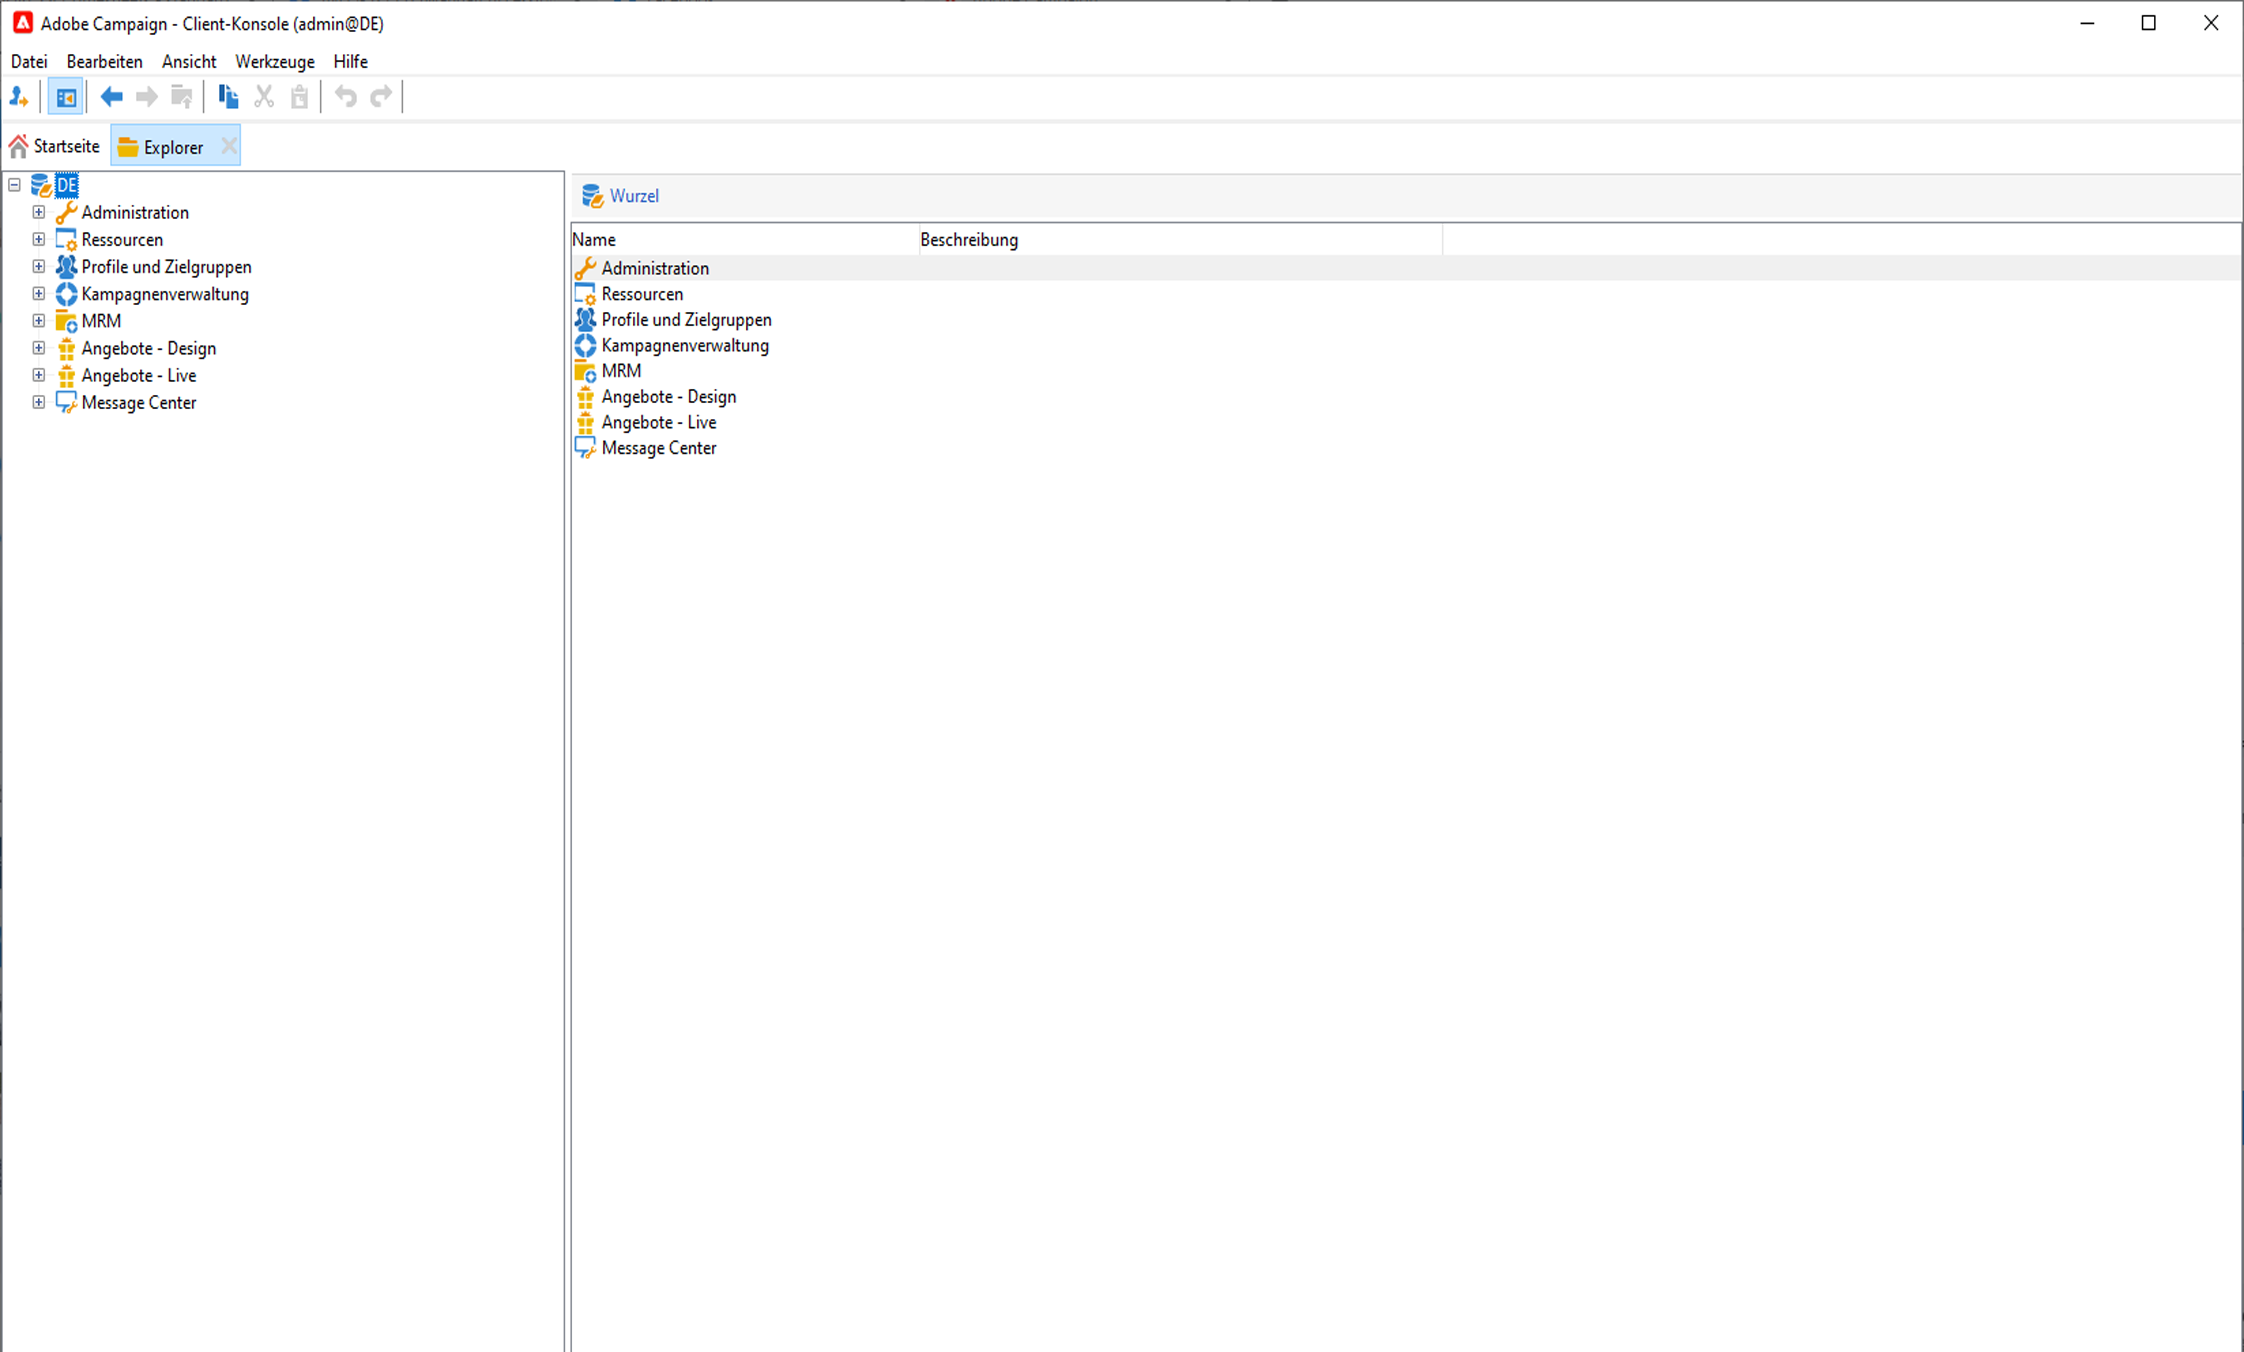 Adobe Campaign - Client-Konsole (admin@DE)
Datei Bearbeiten Ansicht Werkzeuge Hilfe
Startseite Explorer
DE
Administration
Ressourcen
Profile und Zielgruppen
Kampagnenverwaltung
MRM
Angebote - Design
Angebote - Live
Message Center
Wurzel
Name Beschreibung
Administration
Ressourcen
Profile und Zielgruppen
Kampagnenverwaltung
MRM
Angebote - Design
Angebote - Live
Message Center